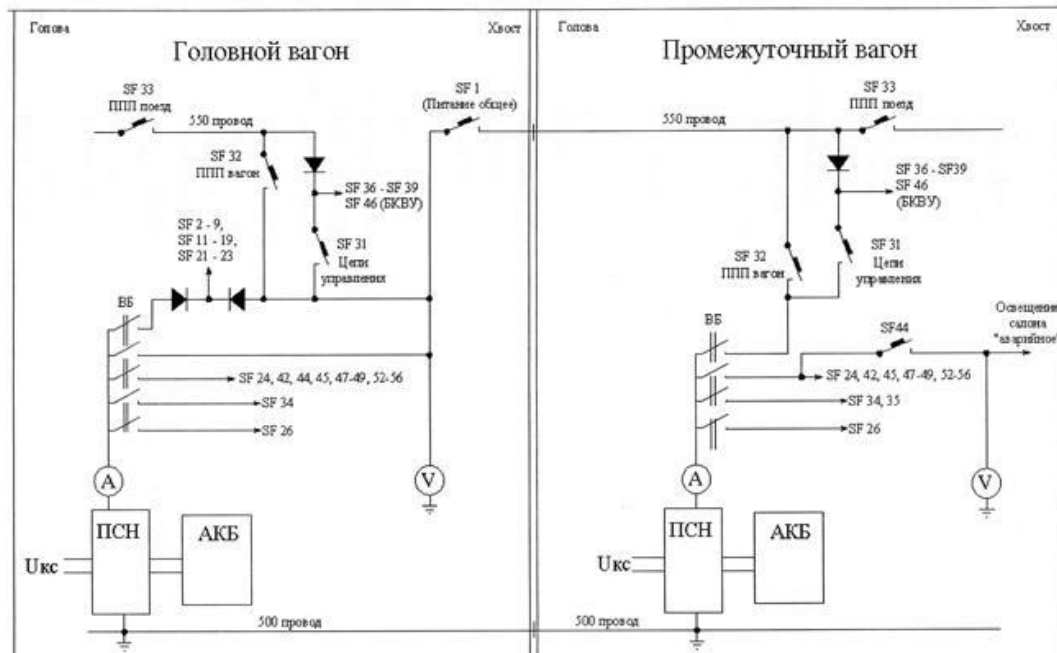 Голова
Хвост
Головной вагон
SF 33
ППП поезд
550 провод
SF 1
(Питание общее)
SF 32
ППП вагон
SF 36 - SF 39
SF 46 (БКВУ)
SF 2 - 9,
SF 11 - 19,
SF 21 - 23
SF 31
Цепи
управления
ВБ
SF 24, 42, 44, 45, 47-49, 52-56
SF 34
SF 26
A
V
ПСН
АКБ
Uкс
500 провод
Голова
Хвост
Промежуточный вагон
SF 33
ППП поезд
550 провод
SF 36 - SF39
SF 46
(БКВУ)
SF 32
ППП вагон
SF 31
Цепи
управления
ВБ
SF44
Освещение
салона
"аварийное"
SF 24, 42, 45, 47-49, 52-56
SF 34, 35
SF 26
A
V
ПСН
АКБ
Uкс
500 провод